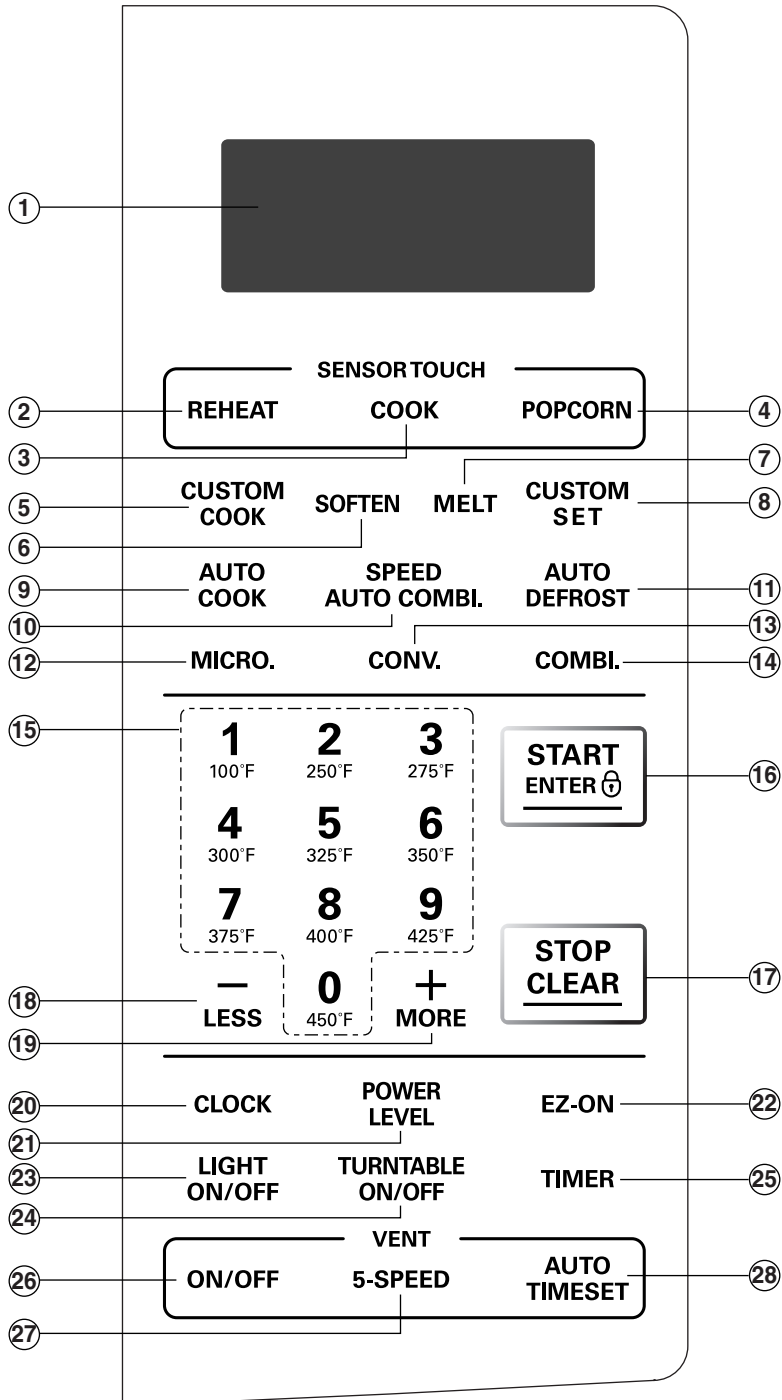 1
SENSOR TOUCH
2 REHEAT COOK POPCORN 4
3 7
5 CUSTOM COOK SOFTEN MELT CUSTOM SET 8
6
9 AUTO COOK SPEED AUTO COMBI. AUTO DEFROST 11
10 13
12 MICRO. CONV. COMBI. 14
15 1 2 3
100°F 250°F 275°F
START
ENTER
16
4 5 6
300°F 325°F 350°F
7 8 9
375°F 400°F 425°F
STOP
CLEAR
17
18 – 0 +
LESS 450°F MORE
19
20 CLOCK POWER LEVEL EZ-ON 22
21
23 LIGHT ON/OFF TURNTABLE ON/OFF TIMER 25
24
VENT
26 ON/OFF 5-SPEED AUTO TIMESET 28
27